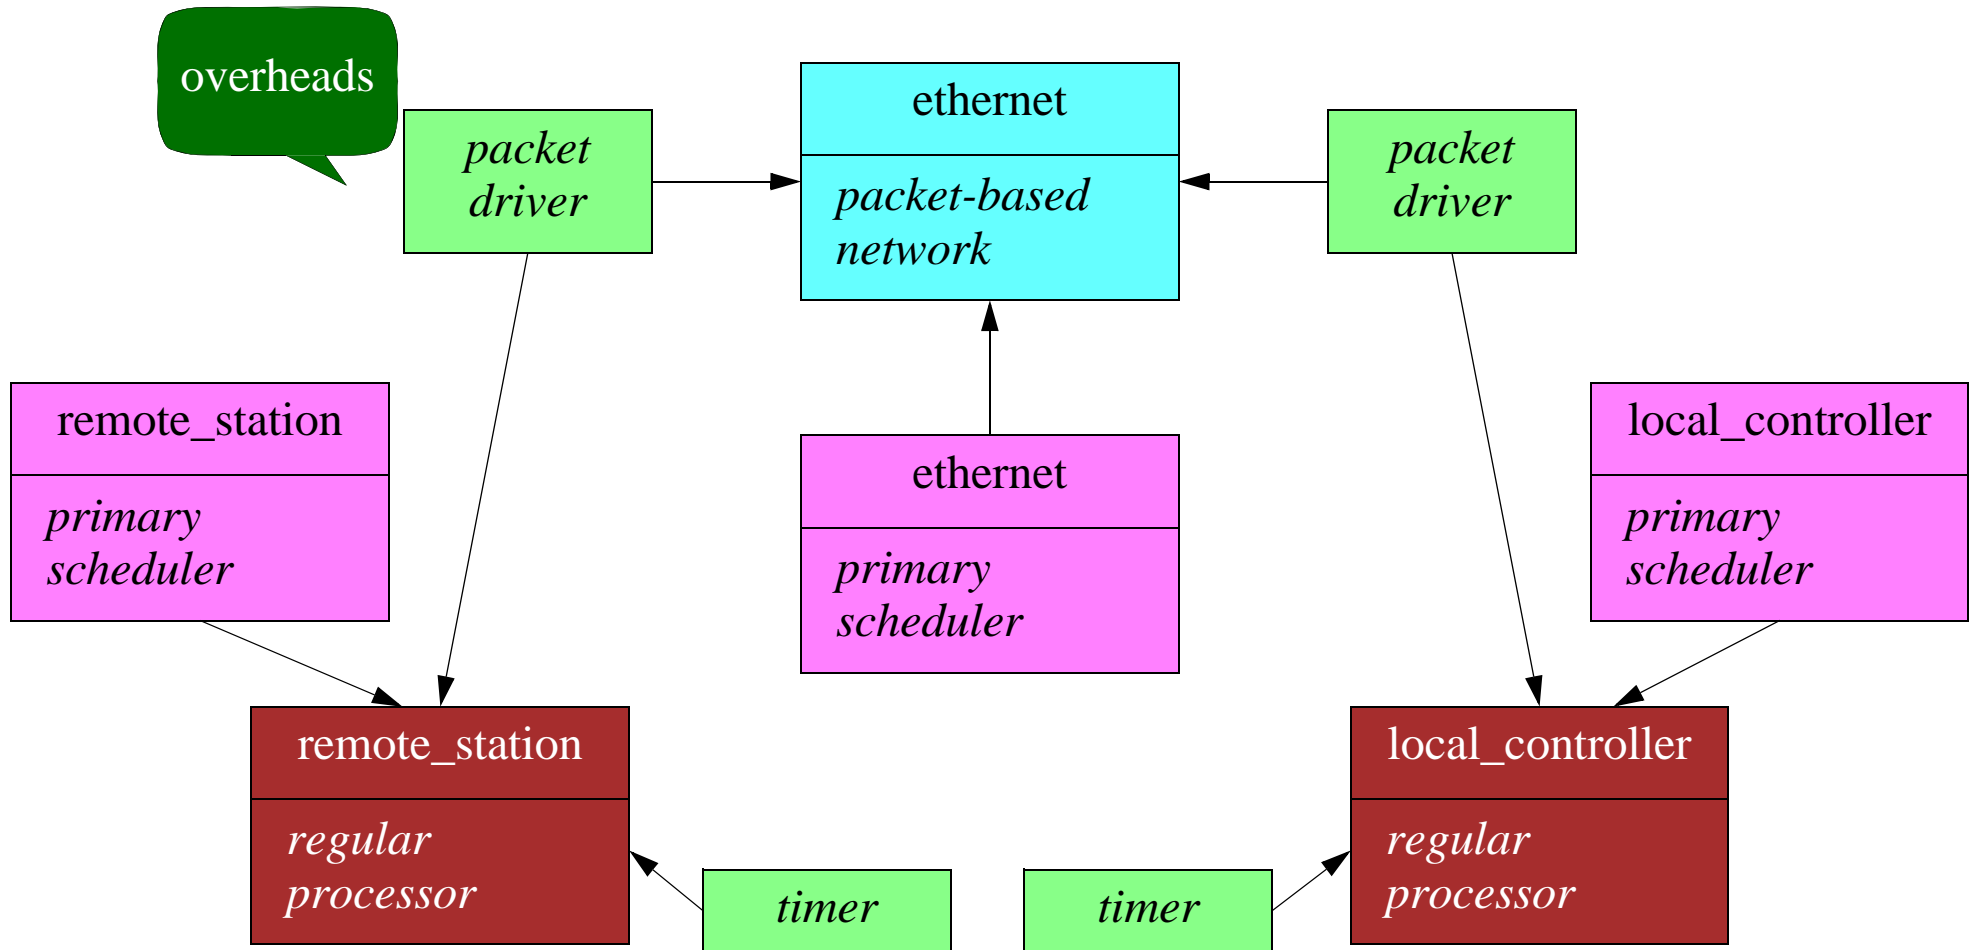 overheads
packet
driver
ethernet
packet-based
network
packet
driver
remote_station
primary
scheduler
ethernet
primary
scheduler
local_controller
primary
scheduler
remote_station
regular
processor
timer
timer
local_controller
regular
processor